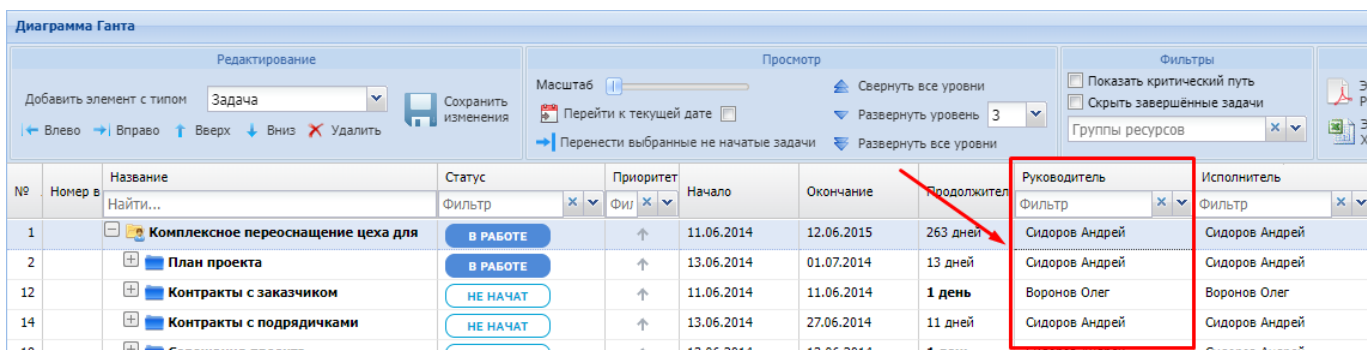 Диаграмма Ганта
Редактирование
Просмотр
Фильтры
Добавить элемент с типом Задача
Сохранить изменения
Влево Вправо Вверх Вниз Удалить
Масштаб
Перейти к текущей дате
Перенести выбранные не начатые задачи
Свернуть все уровни
Развернуть уровень 3
Развернуть все уровни
Показать критический путь
Скрыть завершённые задачи
Группы ресурсов
№ Номер в Название Статус Приоритет Начало Окончание Продолжител Руководитель Исполнитель
Найти... Фильтр Фил Фильтр Фильтр
1 Комплексное переоснащение цеха для В РАБОТЕ 11.06.2014 12.06.2015 263 дней Сидоров Андрей Сидоров Андрей
2 План проекта В РАБОТЕ 13.06.2014 01.07.2014 13 дней Сидоров Андрей Сидоров Андрей
12 Контракты с заказчиком НЕ НАЧАТ 11.06.2014 11.06.2014 1 день Воронов Олег Воронов Олег
14 Контракты с подрядичками НЕ НАЧАТ 13.06.2014 27.06.2014 11 дней Сидоров Андрей Сидоров Андрей